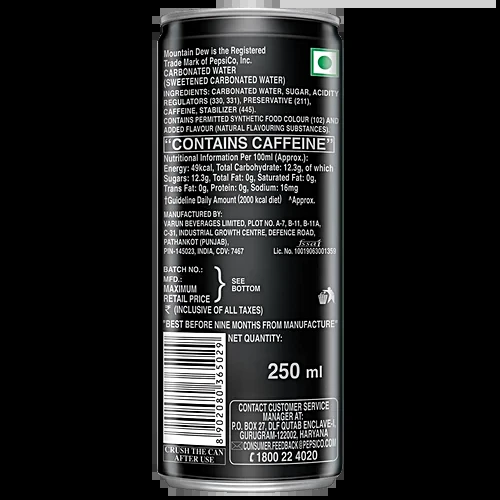 Mountain Dew is the Registered
Trade Mark of PepsiCo, Inc.
CARBONATED WATER
(SWEETENED CARBONATED WATER)
INGREDIENTS: CARBONATED WATER, SUGAR, ACIDITY
REGULATORS (330, 331), PRESERVATIVE (211),
CAFFEINE, STABILIZER (445).
CONTAINS PERMITTED SYNTHETIC FOOD COLOUR (102) AND
ADDED FLAVOUR (NATURAL FLAVOURING SUBSTANCES).
"CONTAINS CAFFEINE"
Nutritional Information Per 100ml (Approx.):
Energy: 49kcal, Total Carbohydrate: 12.3g, of which
Sugars: 12.3g, Total Fat: 0g, Saturated Fat: 0g,
Trans Fat: 0g, Protein: 0g, Sodium: 16mg
†Guideline Daily Amount (2000 kcal diet) ^Approx.
MANUFACTURED BY:
VARUN BEVERAGES LIMITED, PLOT NO. A-7, B-11, B-11A,
C-31, INDUSTRIAL GROWTH CENTRE, DEFENCE ROAD,
PATHANKOT (PUNJAB),
PIN-145023, INDIA, CDV: 7467
fssai
Lic. No. 10019063001359
BATCH NO.:
MFD.:
MAXIMUM
RETAIL PRICE
SEE
BOTTOM
₹ (INCLUSIVE OF ALL TAXES)
"BEST BEFORE NINE MONTHS FROM MANUFACTURE"
NET QUANTITY:
250 ml
8 902080 365029
CRUSH THE CAN
AFTER USE
CONTACT CUSTOMER SERVICE
MANAGER AT:
P.O. BOX 27, DLF QUTAB ENCLAVE-I,
GURUGRAM-122002, HARYANA
CONSUMER.FEEDBACK@PEPSICO.COM
1800 22 4020